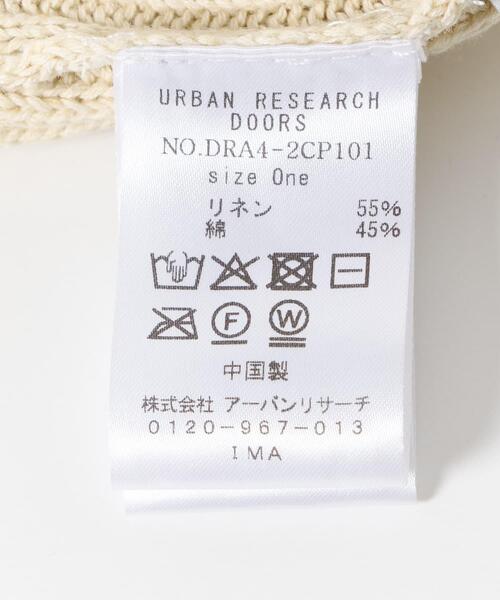 URBAN RESEARCH
DOORS
NO.DRA4-2CP101
size One
リネン 55%
綿 45%
F W
中国製
株式会社 アーバンリサーチ
0120-967-013
IMA